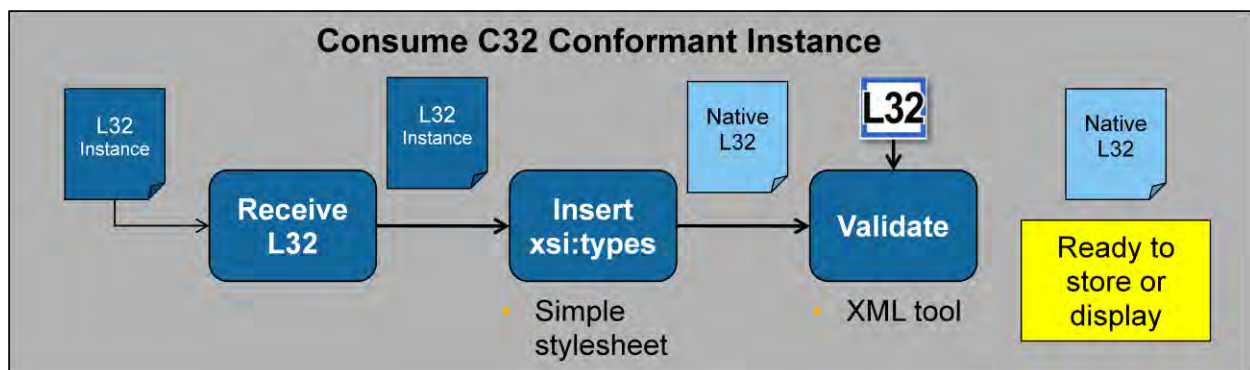 Consume C32 Conformant Instance
L32
Instance
L32
Instance
Native
L32
L32
Native
L32
Receive
L32
Insert
xsi:types
Validate
Ready to
store or
display
Simple
stylesheet
XML tool